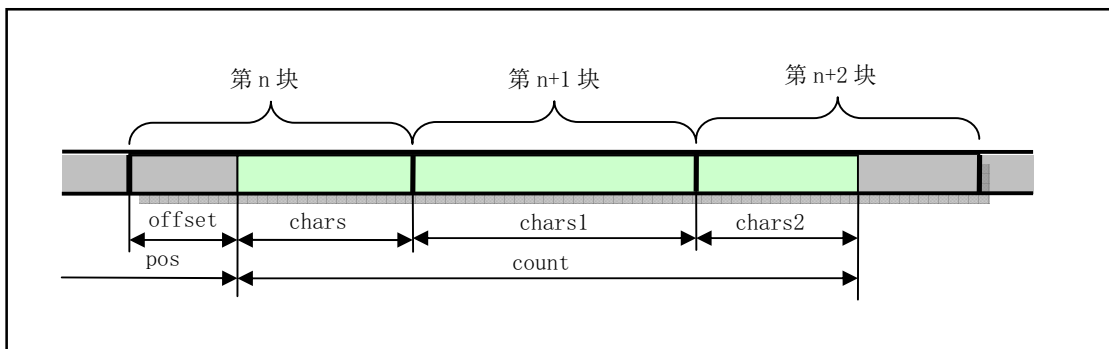 第 n 块 第 n+1 块 第 n+2 块
offset chars chars1 chars2
pos count